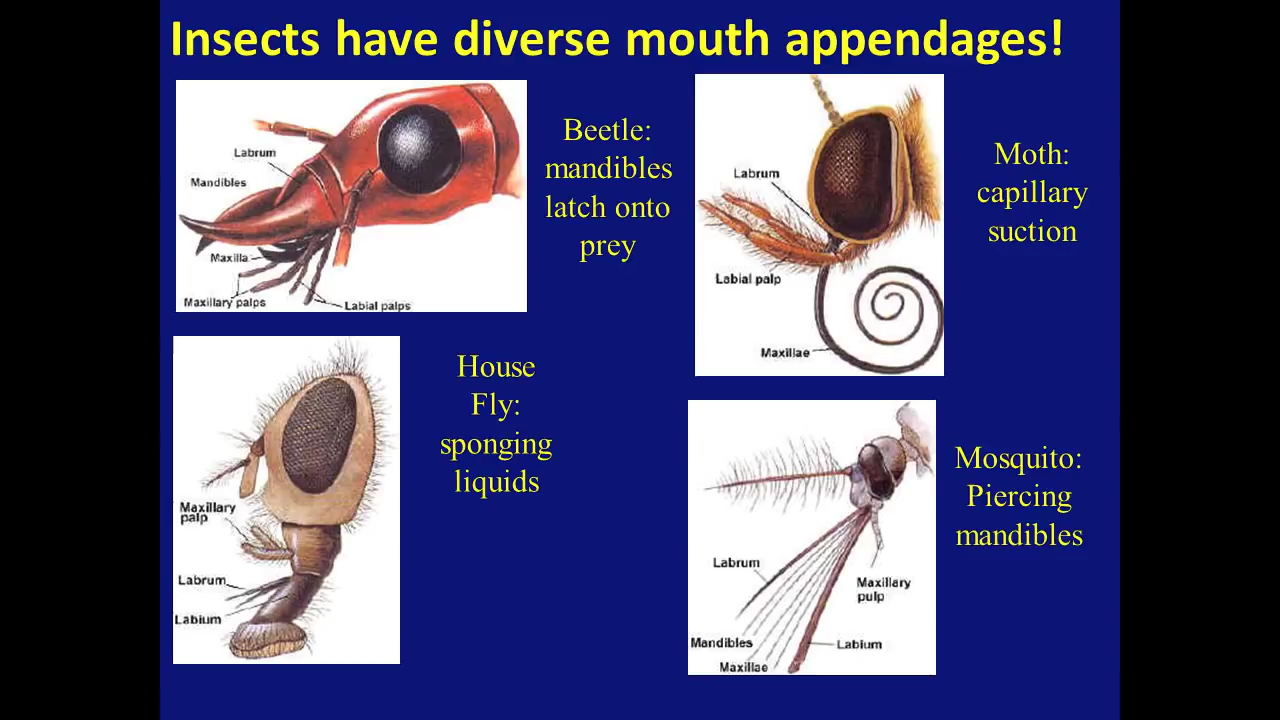 Insects have diverse mouth appendages!
Labrum
Mandibles
Maxilla
Maxillary palps
Labial palps
Beetle:
mandibles
latch onto
prey
Labrum
Labial palp
Maxillae
Moth:
capillary
suction
Maxillary
palp
Labrum
Labium
House
Fly:
sponging
liquids
Labrum
Maxillary
pulp
Mandibles
Labium
Maxillae
Mosquito:
Piercing
mandibles